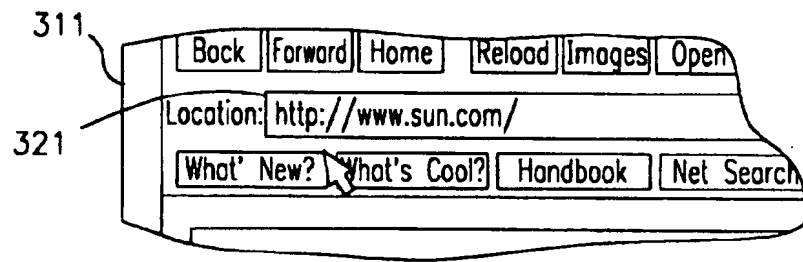 311
Back Forward Home Reload Images Open
Location: http://www.sun.com/
321
What' New? What's Cool? Handbook Net Search